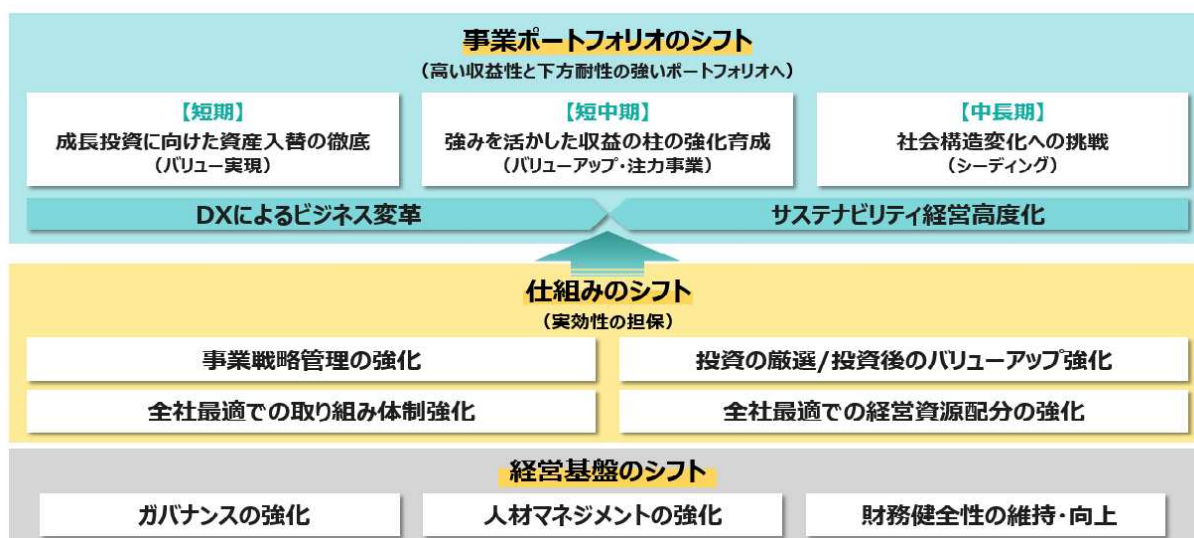 事業ポートフォリオのシフト
（高い収益性と下方耐性の強いポートフォリオへ）
【短期】
成長投資に向けた資産入替の徹底
（バリュー実現）
【短中期】
強みを活かした収益の柱の強化育成
（バリューアップ・注力事業）
【中長期】
社会構造変化への挑戦
（シーディング）
DXによるビジネス変革
サステナビリティ経営高度化
仕組みのシフト
（実効性の担保）
事業戦略管理の強化
投資の厳選/投資後のバリューアップ強化
全社最適での取り組み体制強化
全社最適での経営資源配分の強化
経営基盤のシフト
ガバナンスの強化
人材マネジメントの強化
財務健全性の維持・向上